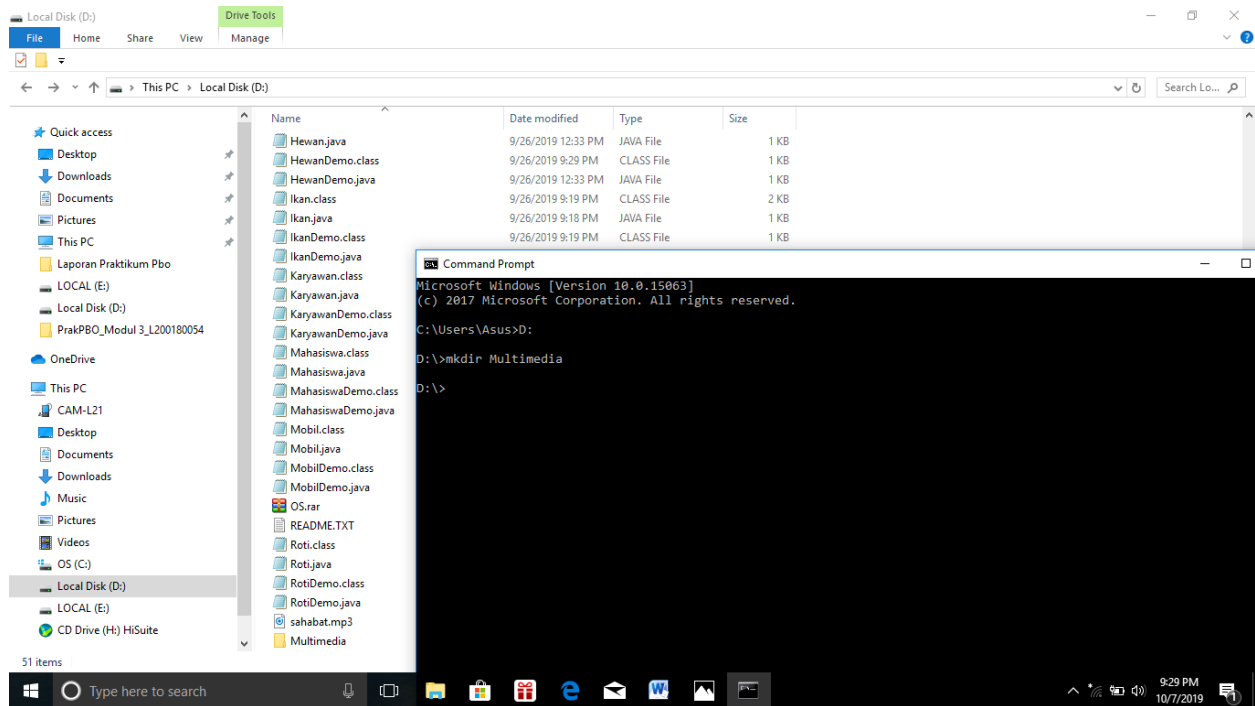 Local Disk (D:)
Drive Tools
File Home Share View Manage
This PC > Local Disk (D:)
Search Lo...
Quick access
Desktop
Downloads
Documents
Pictures
This PC
Laporan Praktikum Pbo
LOCAL (E:)
Local Disk (D:)
PrakPBO_Modul 3_L200180054
OneDrive
This PC
CAM-L21
Desktop
Documents
Downloads
Music
Pictures
Videos
OS (C:)
Local Disk (D:)
LOCAL (E:)
CD Drive (H:) HiSuite
Name Date modified Type Size
Hewan.java 9/26/2019 12:33 PM JAVA File 1 KB
HewanDemo.class 9/26/2019 9:29 PM CLASS File 1 KB
HewanDemo.java 9/26/2019 12:33 PM JAVA File 1 KB
Ikan.class 9/26/2019 9:19 PM CLASS File 2 KB
Ikan.java 9/26/2019 9:18 PM JAVA File 1 KB
IkanDemo.class 9/26/2019 9:19 PM CLASS File 1 KB
IkanDemo.java
Karyawan.class
Karyawan.java
KaryawanDemo.class
KaryawanDemo.java
Mahasiswa.class
Mahasiswa.java
MahasiswaDemo.class
MahasiswaDemo.java
Mobil.class
Mobil.java
MobilDemo.class
MobilDemo.java
OS.rar
README.TXT
Roti.class
Roti.java
RotiDemo.class
RotiDemo.java
sahabat.mp3
Multimedia
Command Prompt
Microsoft Windows [Version 10.0.15063]
(c) 2017 Microsoft Corporation. All rights reserved.
C:\Users\Asus>D:
D:\>mkdir Multimedia
D:\>
51 items
Type here to search
9:29 PM
10/7/2019